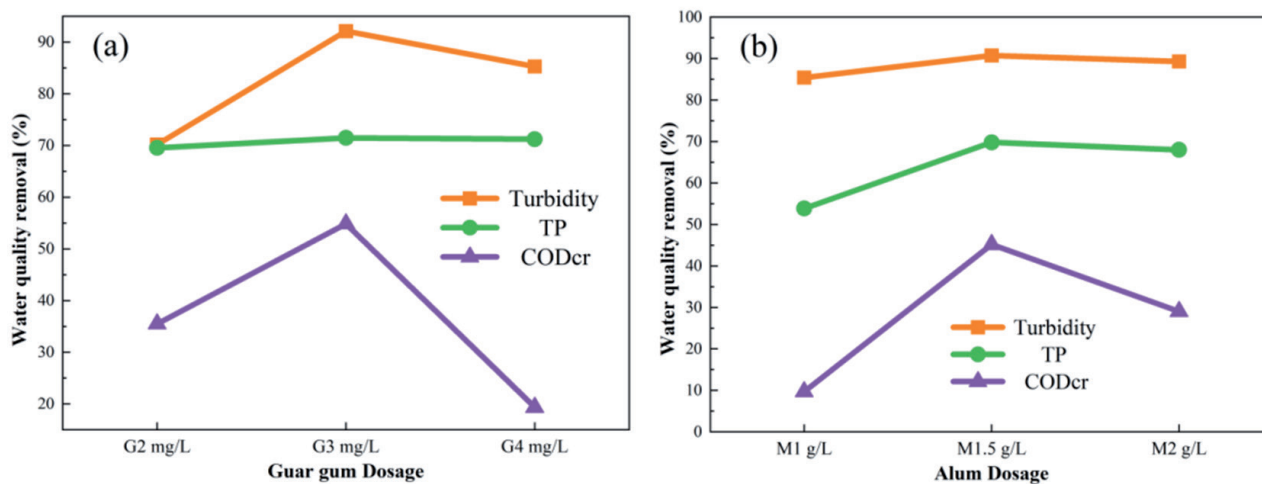 (a)
Water quality removal (%)
90
80
70
60
50
40
30
20
Turbidity
TP
CODcr
G2 mg/L
G3 mg/L
G4 mg/L
Guar gum Dosage
(b)
Water quality removal (%)
100
90
80
70
60
50
40
30
20
10
0
Turbidity
TP
CODcr
M1 g/L
M1.5 g/L
M2 g/L
Alum Dosage